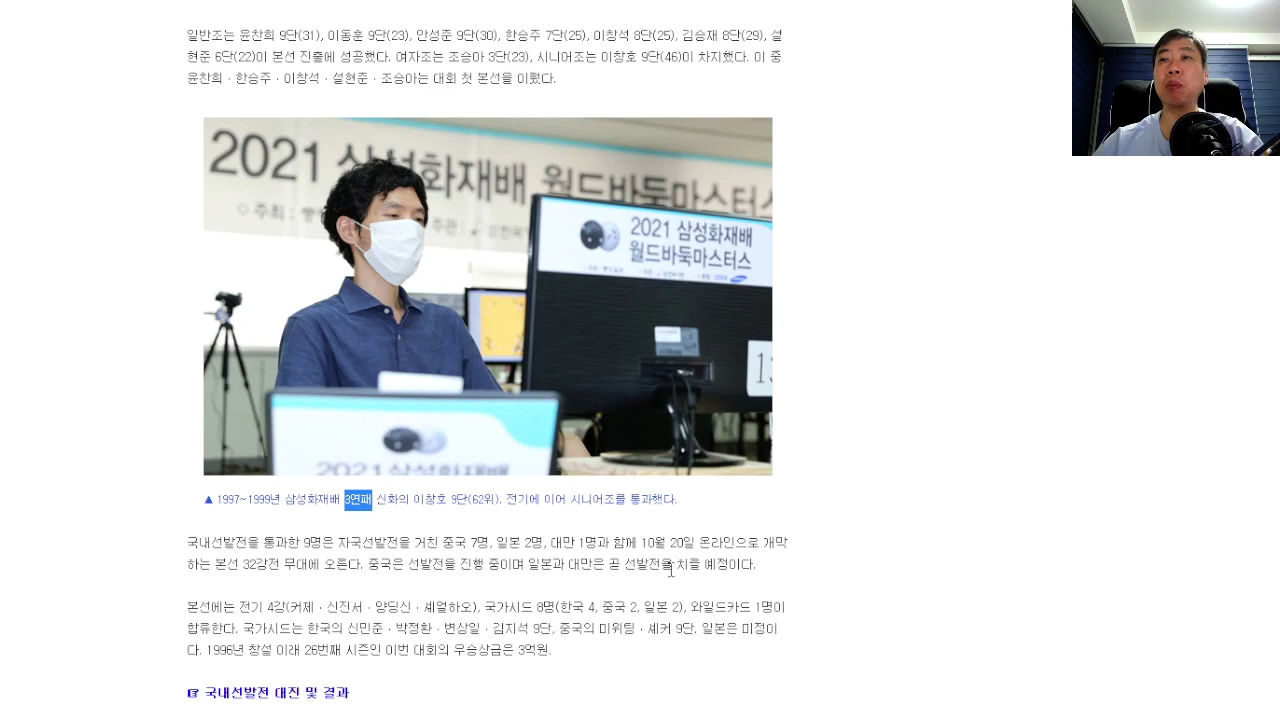 일반조는 윤찬희 9단(31), 이동훈 9단(23), 안성준 9단(30), 한승주 7단(25), 이창석 8단(25), 김승재 8단(29), 설
현준 6단(22)이 본선 진출에 성공했다. 여자조는 조승아 3단(23), 시니어조는 이창호 9단(46)이 차지했다. 이 중
윤찬희 · 한승주 · 이창석 · 설현준 · 조승아는 대회 첫 본선을 이뤘다.
2021 삼성화재배 월드바둑마스터스
주최 :
주관 :
2021 삼성화재배
월드바둑마스터스
13
2021 삼성화재배
▲ 1997~1999년 삼성화재배 3연패 신화의 이창호 9단(62위). 전기에 이어 시니어조를 통과했다.
국내선발전을 통과한 9명은 자국선발전을 거친 중국 7명, 일본 2명, 대만 1명과 함께 10월 20일 온라인으로 개막
하는 본선 32강전 무대에 오른다. 중국은 선발전을 진행 중이며 일본과 대만은 곧 선발전을 치를 예정이다.
본선에는 전기 4강(커제 · 신진서 · 양딩신 · 셰얼하오), 국가시드 8명(한국 4, 중국 2, 일본 2), 와일드카드 1명이
합류한다. 국가시드는 한국의 신민준 · 박정환 · 변상일 · 김지석 9단, 중국의 미위팅 · 셰커 9단. 일본은 미정이
다. 1996년 창설 이래 26번째 시즌인 이번 대회의 우승상금은 3억원.
☞ 국내선발전 대진 및 결과